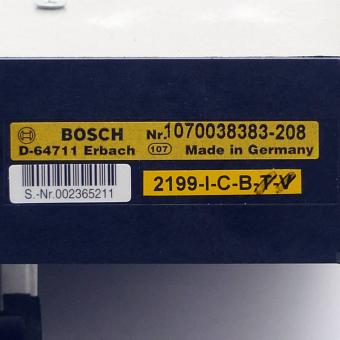 BOSCH Nr. 1070038383-208
D-64711 Erbach 107 Made in Germany
S.-Nr.002365211
2199-I-C-B-T-V